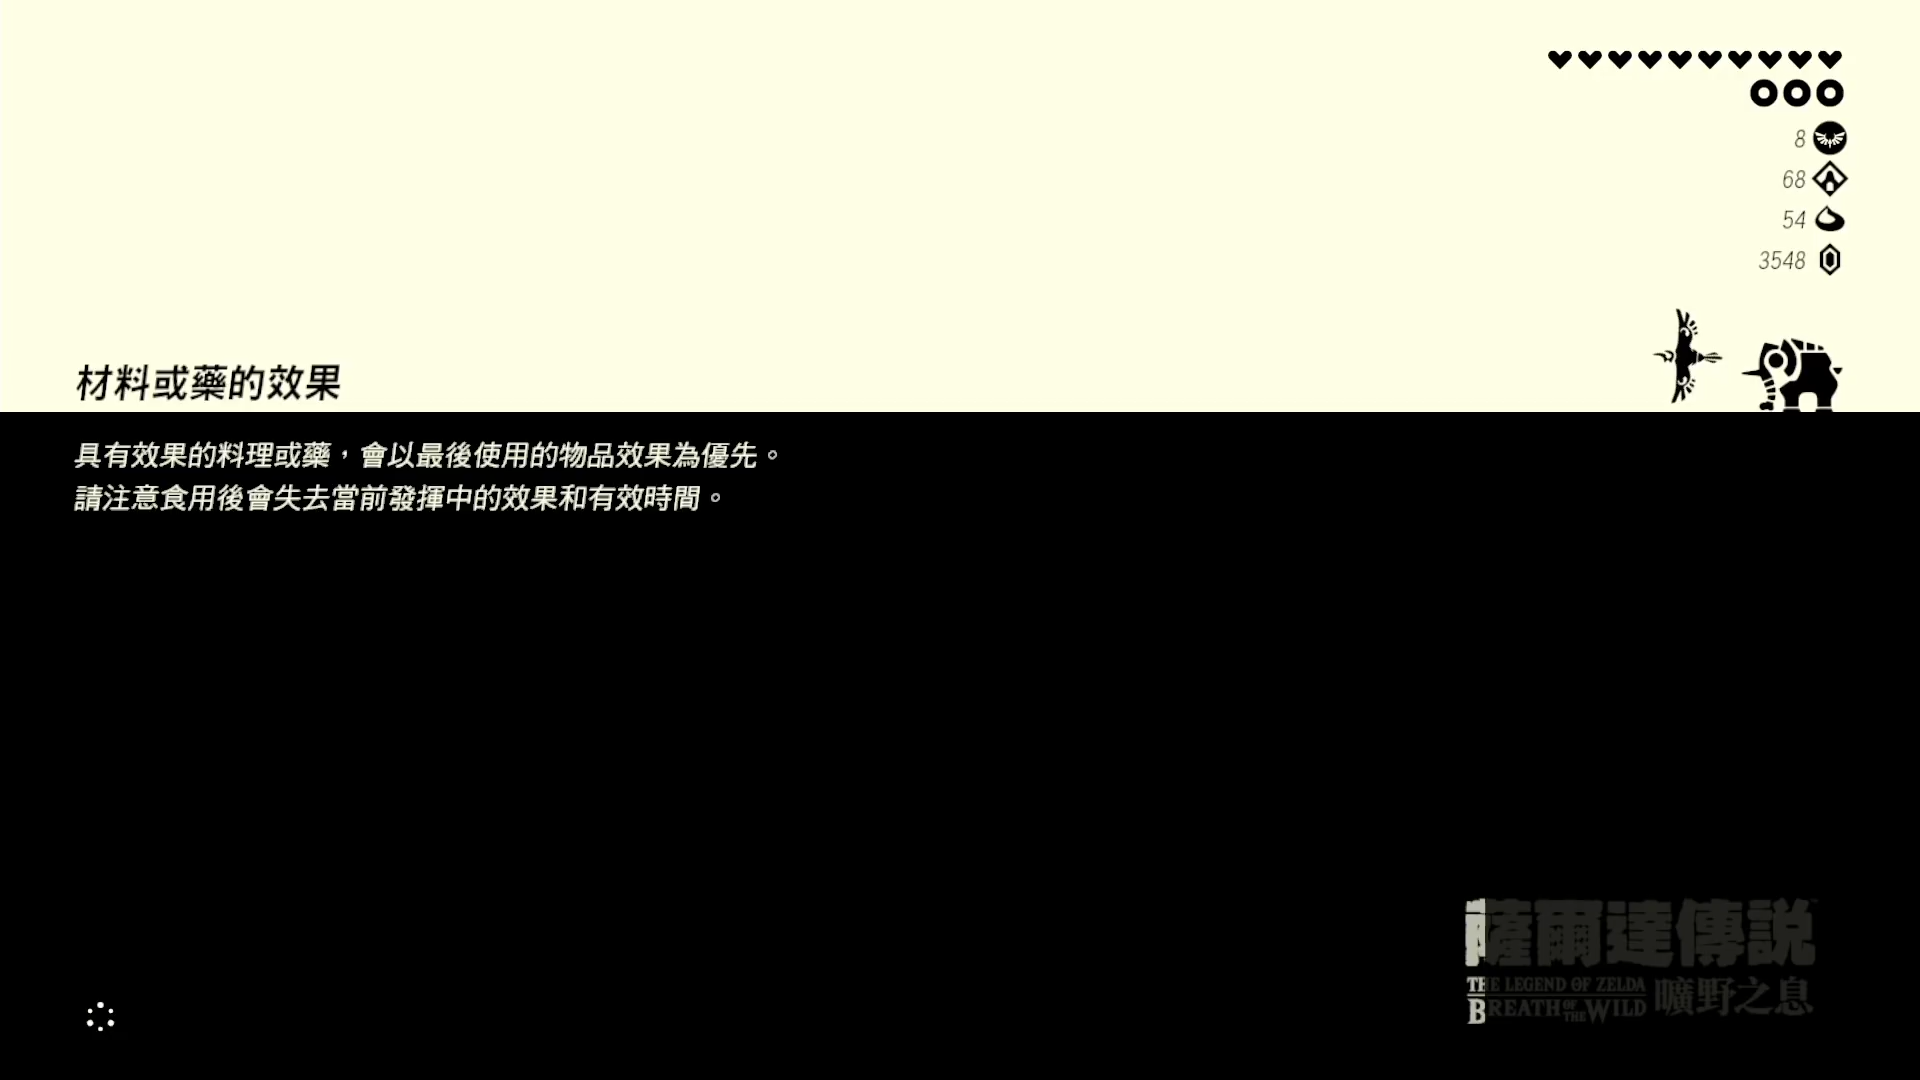 8
68
54
3548
材料或藥的效果
具有效果的料理或藥，會以最後使用的物品效果為優先。
請注意食用後會失去當前發揮中的效果和有效時間。
薩爾達傳說
THE LEGEND OF ZELDA
BREATH OF THE WILD 曠野之息